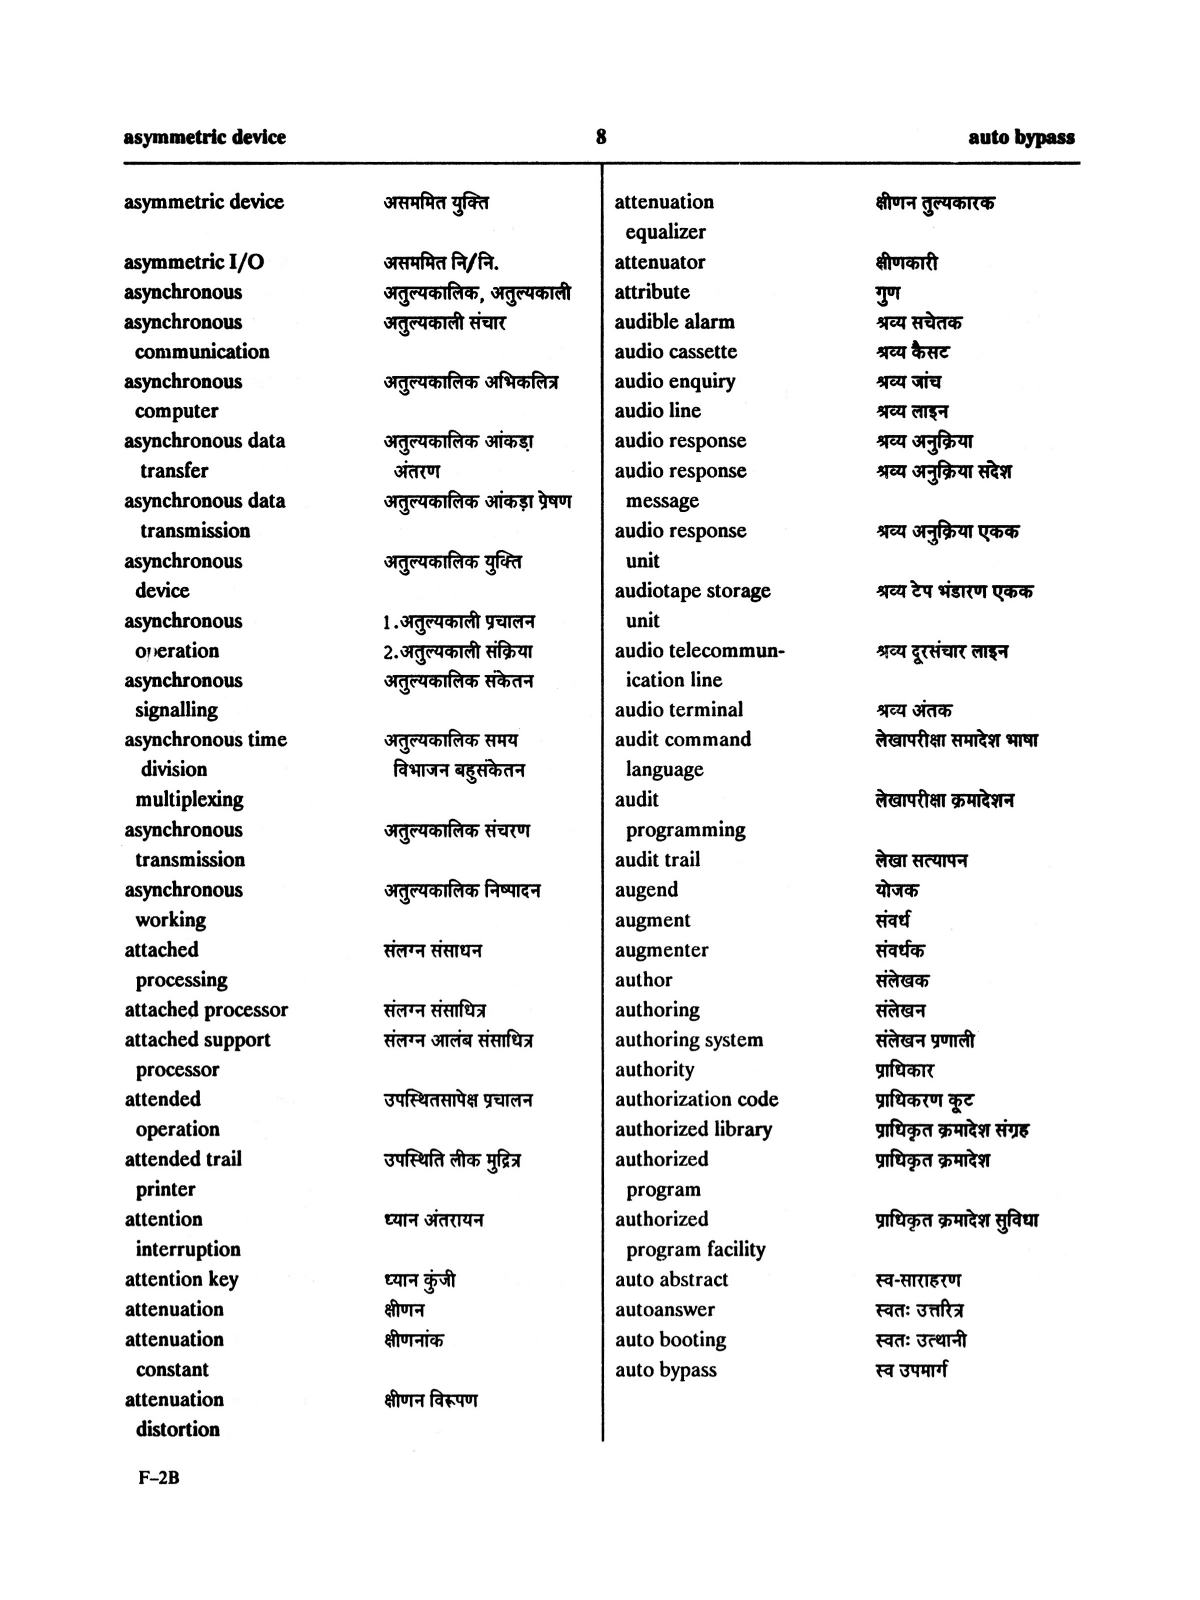 asymmetric device 8 auto bypass
asymmetric device असममित युक्ति
asymmetric I/O असममित नि/नि.
asynchronous अतुल्यकालिक, अतुल्यकाली
asynchronous अतुल्यकाली संचार
communication
asynchronous अतुल्यकालिक अभिकलित्र
computer
asynchronous data अतुल्यकालिक आंकड़ा
transfer अंतरण
asynchronous data अतुल्यकालिक आंकड़ा प्रेषण
transmission
asynchronous अतुल्यकालिक युक्ति
device
asynchronous 1.अतुल्यकाली प्रचालन
operation 2.अतुल्यकाली संक्रिया
asynchronous अतुल्यकालिक संकेतन
signalling
asynchronous time अतुल्यकालिक समय
division विभाजन बहुसंकेतन
multiplexing
asynchronous अतुल्यकालिक संचरण
transmission
asynchronous अतुल्यकालिक निष्पादन
working
attached संलग्न संसाधन
processing
attached processor संलग्न संसाधित्र
attached support संलग्न आलंब संसाधित्र
processor
attended उपस्थितसापेक्ष प्रचालन
operation
attended trail उपस्थिति लीक मुद्रित्र
printer
attention ध्यान अंतरायन
interruption
attention key ध्यान कुंजी
attenuation क्षीणन
attenuation क्षीणनांक
constant
attenuation क्षीणन विरूपण
distortion
attenuation क्षीणन तुल्यकारक
equalizer
attenuator क्षीणकारी
attribute गुण
audible alarm श्रव्य सचेतक
audio cassette श्रव्य कैसट
audio enquiry श्रव्य जांच
audio line श्रव्य लाइन
audio response श्रव्य अनुक्रिया
audio response श्रव्य अनुक्रिया संदेश
message
audio response श्रव्य अनुक्रिया एकक
unit
audiotape storage श्रव्य टेप भंडारण एकक
unit
audio telecommun- श्रव्य दूरसंचार लाइन
ication line
audio terminal श्रव्य अंतक
audit command लेखापरीक्षा समादेश भाषा
language
audit लेखापरीक्षा क्रमादेशन
programming
audit trail लेखा सत्यापन
augend योजक
augment संवर्ध
augmenter संवर्धक
author संलेखक
authoring संलेखन
authoring system संलेखन प्रणाली
authority प्राधिकार
authorization code प्राधिकरण कूट
authorized library प्राधिकृत क्रमादेश संग्रह
authorized प्राधिकृत क्रमादेश
program
authorized प्राधिकृत क्रमादेश सुविधा
program facility
auto abstract स्व-साराहरण
autoanswer स्वतः उत्तरित्र
auto booting स्वतः उत्थानी
auto bypass स्व उपमार्ग
F–2B